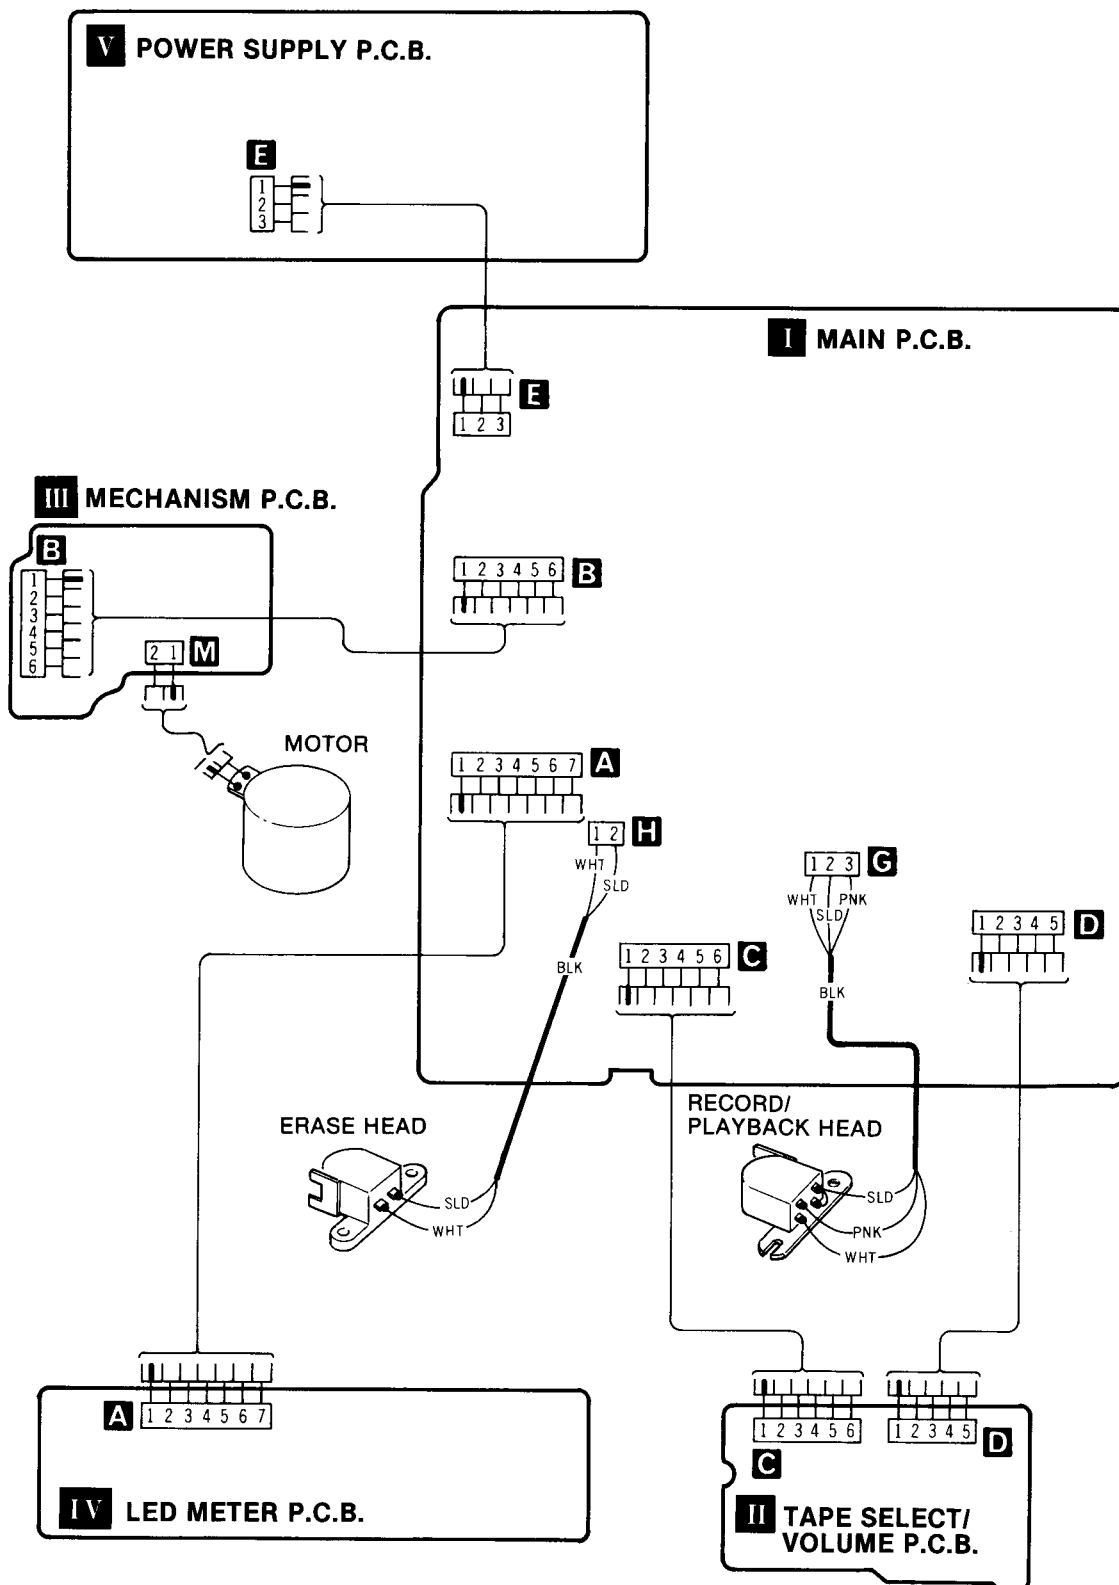 V POWER SUPPLY P.C.B.
E
1
2
3
I MAIN P.C.B.
E
1 2 3
III MECHANISM P.C.B.
B
1
2
3
4
5
6
2 1 M
1 2 3 4 5 6 B
MOTOR
1 2 3 4 5 6 7 A
1 2 H
WHT
SLD
BLK
1 2 3 G
WHT SLD PNK
BLK
1 2 3 4 5 D
1 2 3 4 5 6 C
ERASE HEAD
SLD
WHT
RECORD/
PLAYBACK HEAD
SLD
PNK
WHT
A 1 2 3 4 5 6 7
IV LED METER P.C.B.
1 2 3 4 5 6
C
1 2 3 4 5
D
II TAPE SELECT/
VOLUME P.C.B.